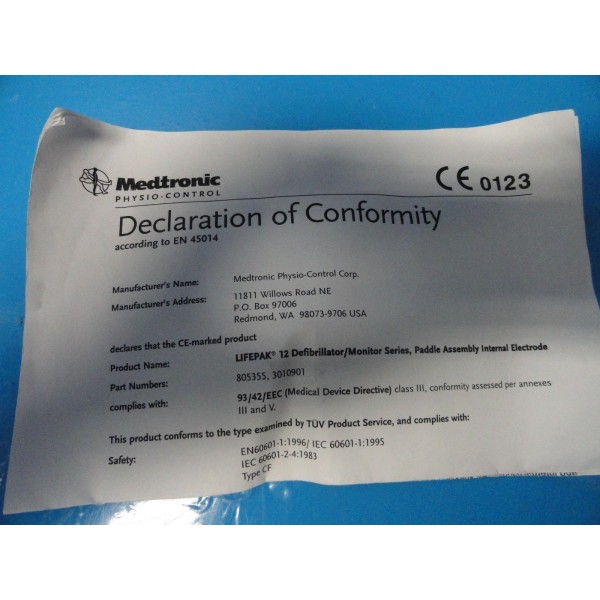 Medtronic
PHYSIO-CONTROL
CE 0123
Declaration of Conformity
according to EN 45014
Manufacturer's Name: Medtronic Physio-Control Corp.
Manufacturer's Address: 11811 Willows Road NE
P.O. Box 97006
Redmond, WA 98073-9706 USA
declares that the CE-marked product
Product Name: LIFEPAK® 12 Defibrillator/Monitor Series, Paddle Assembly Internal Electrode
Part Numbers: 805355, 3010901
complies with: 93/42/EEC (Medical Device Directive) class III, conformity assessed per annexes
III and V.
This product conforms to the type examined by TÜV Product Service, and complies with:
Safety: EN60601-1:1996/ IEC 60601-1:1995
IEC 60601-2-4:1983
Type CF